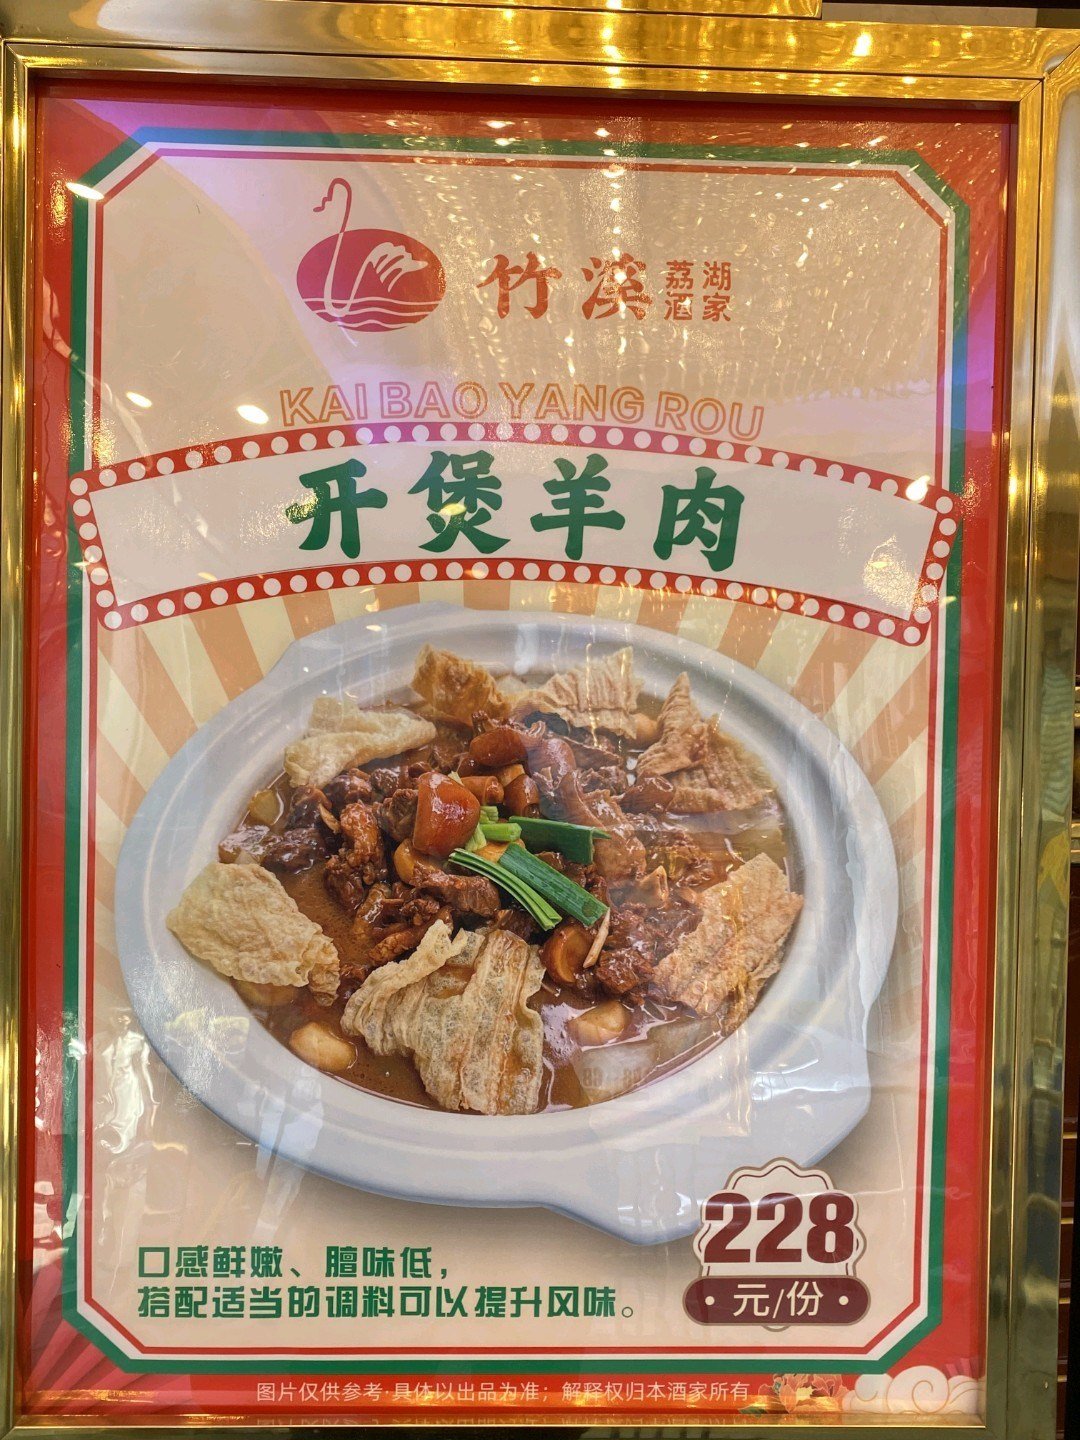 竹溪 荔湖酒家
KAI BAO YANG ROU
开煲羊肉
口感鲜嫩、膻味低，
搭配适当的调料可以提升风味。
228
·元/份·
图片仅供参考·具体以出品为准；解释权归本酒家所有